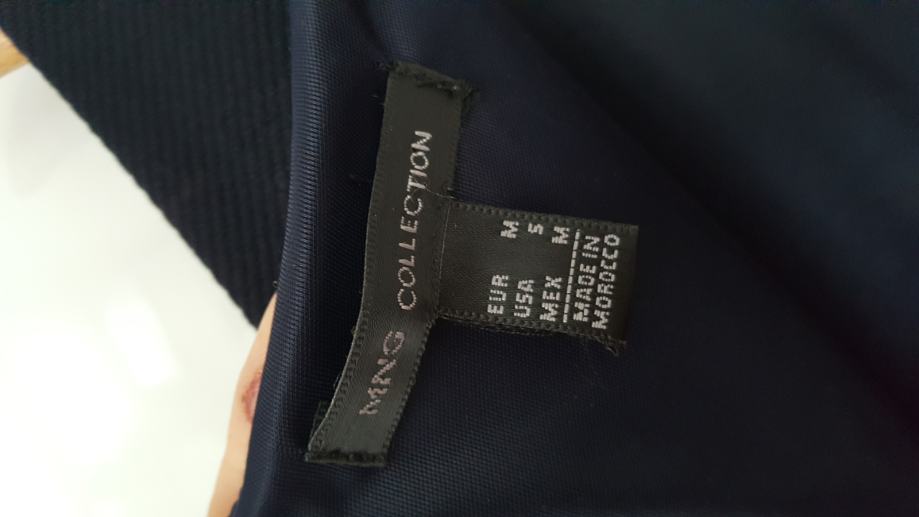 MNG COLLECTION
EUR M
USA S
MEX M
MADE IN
MOROCCO